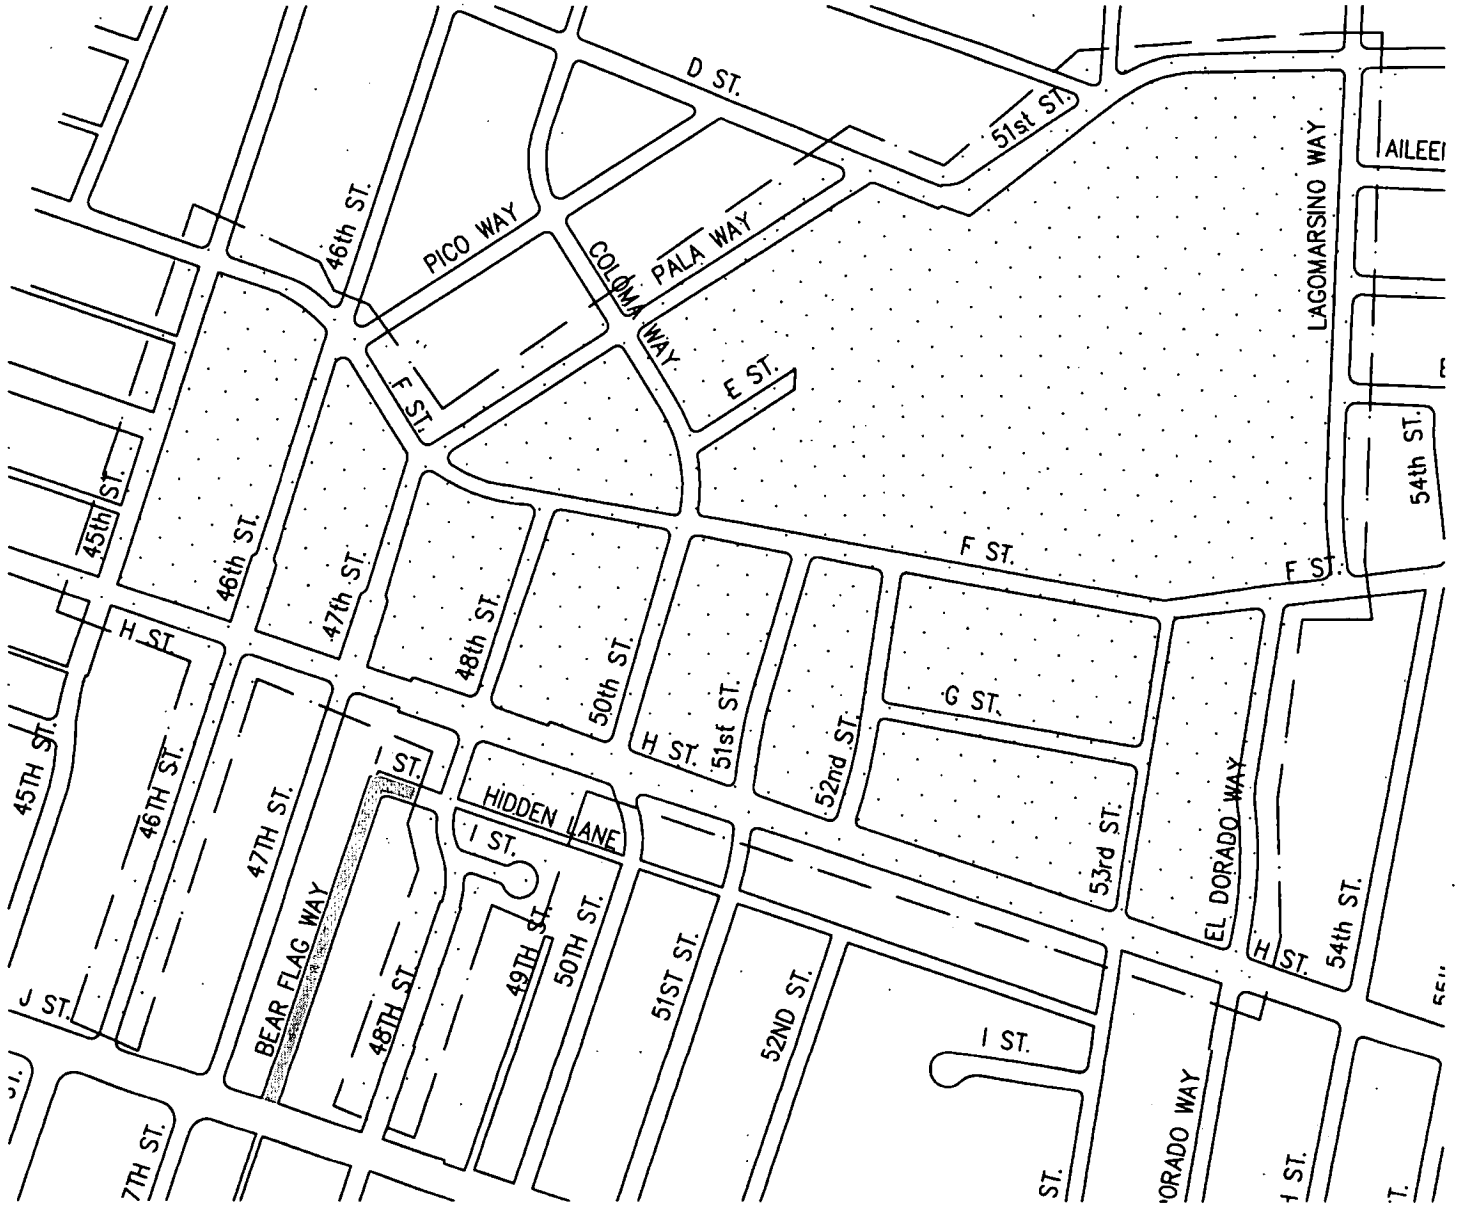 D ST.
51st ST.
AILEE
46th ST.
PICO WAY
COLOMA WAY
PALA WAY
LAGOMARSINO WAY
E ST.
F ST.
54th ST.
45th ST.
46th ST.
47th ST.
F ST.
F ST.
H ST.
48th ST.
50th ST.
51st ST.
G ST.
52nd ST.
H ST.
45TH ST.
46TH ST.
47TH ST.
ST.
HIDDEN LANE
I ST.
53rd ST.
EL DORADO WAY
H ST.
54th ST.
BEAR FLAG WAY
48TH ST.
49TH ST.
50TH ST.
51ST ST.
52ND ST.
J ST.
I ST.
ST.
7TH ST.
ST.
ORADO WAY
H ST.
T.